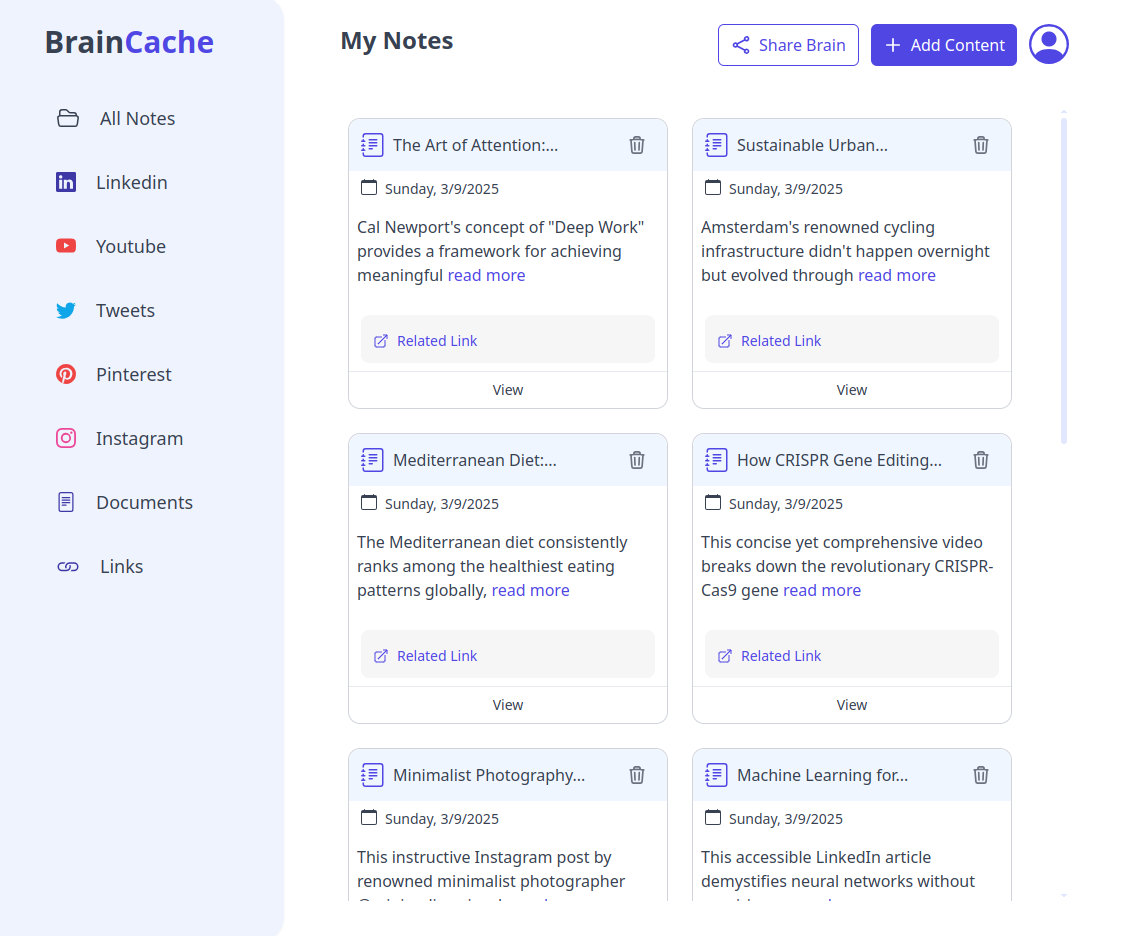 BrainCache
All Notes
Linkedin
Youtube
Tweets
Pinterest
Instagram
Documents
Links
My Notes
Share Brain
Add Content
The Art of Attention:...
Sunday, 3/9/2025
Cal Newport's concept of "Deep Work"
provides a framework for achieving
meaningful read more
Related Link
View
Sustainable Urban...
Sunday, 3/9/2025
Amsterdam's renowned cycling
infrastructure didn't happen overnight
but evolved through read more
Related Link
View
Mediterranean Diet:...
Sunday, 3/9/2025
The Mediterranean diet consistently
ranks among the healthiest eating
patterns globally, read more
Related Link
View
How CRISPR Gene Editing...
Sunday, 3/9/2025
This concise yet comprehensive video
breaks down the revolutionary CRISPR-
Cas9 gene read more
Related Link
View
Minimalist Photography...
Sunday, 3/9/2025
This instructive Instagram post by
renowned minimalist photographer
Machine Learning for...
Sunday, 3/9/2025
This accessible LinkedIn article
demystifies neural networks without